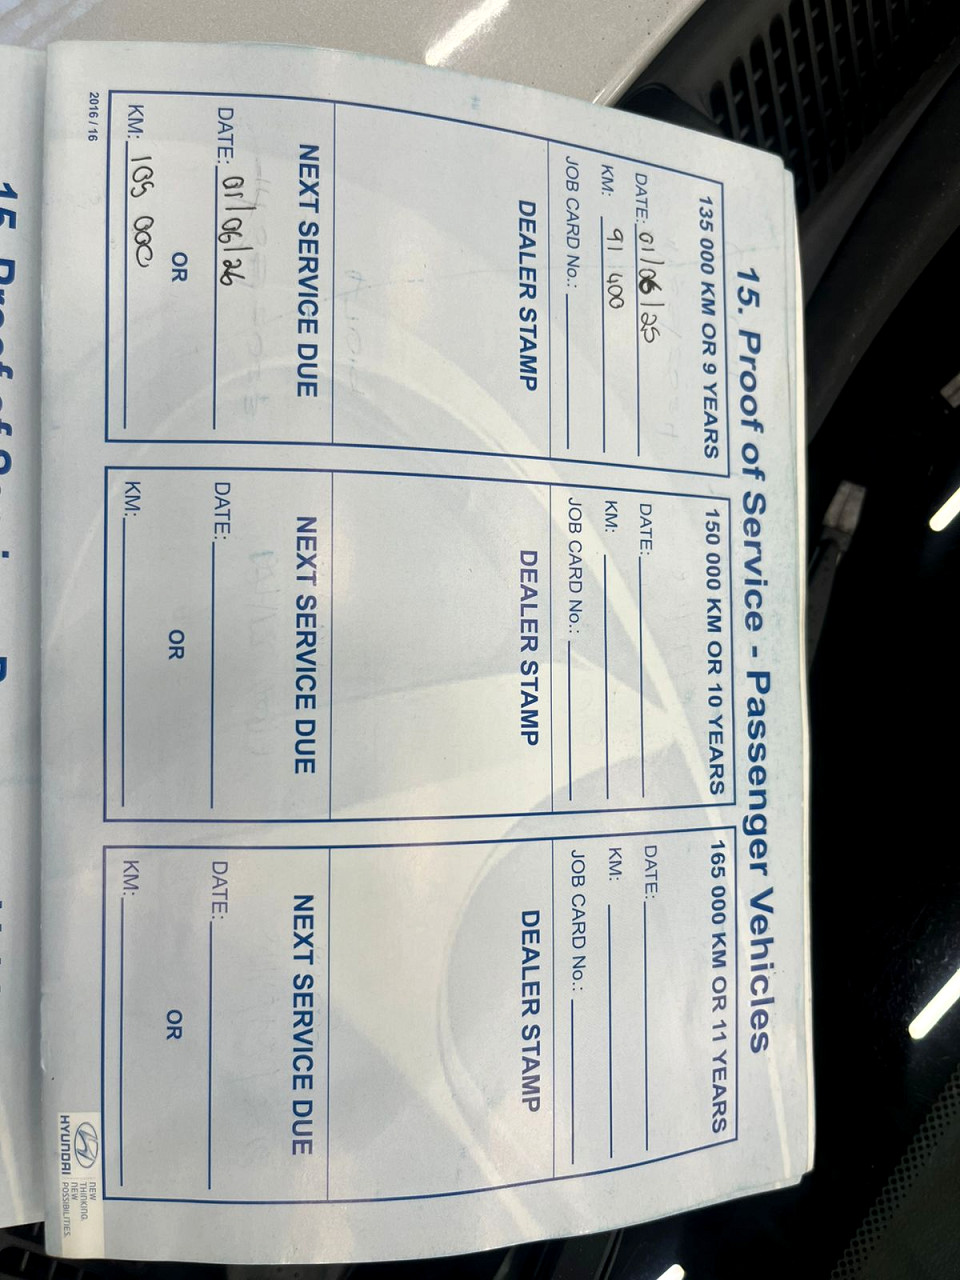 15. Proof of Service - Passenger Vehicles
135 000 KM OR 9 YEARS
DATE: 01/06/25
KM: 91 400
JOB CARD No.:
DEALER STAMP
NEXT SERVICE DUE
DATE: 01/06/26
OR
KM: 105 000
150 000 KM OR 10 YEARS
DATE:
KM:
JOB CARD No.:
DEALER STAMP
NEXT SERVICE DUE
DATE:
OR
KM:
165 000 KM OR 11 YEARS
DATE:
KM:
JOB CARD No.:
DEALER STAMP
NEXT SERVICE DUE
DATE:
OR
KM:
2016 / 16
HYUNDAI
NEW
THINKING.
NEW
POSSIBILITIES.
15. Proof of